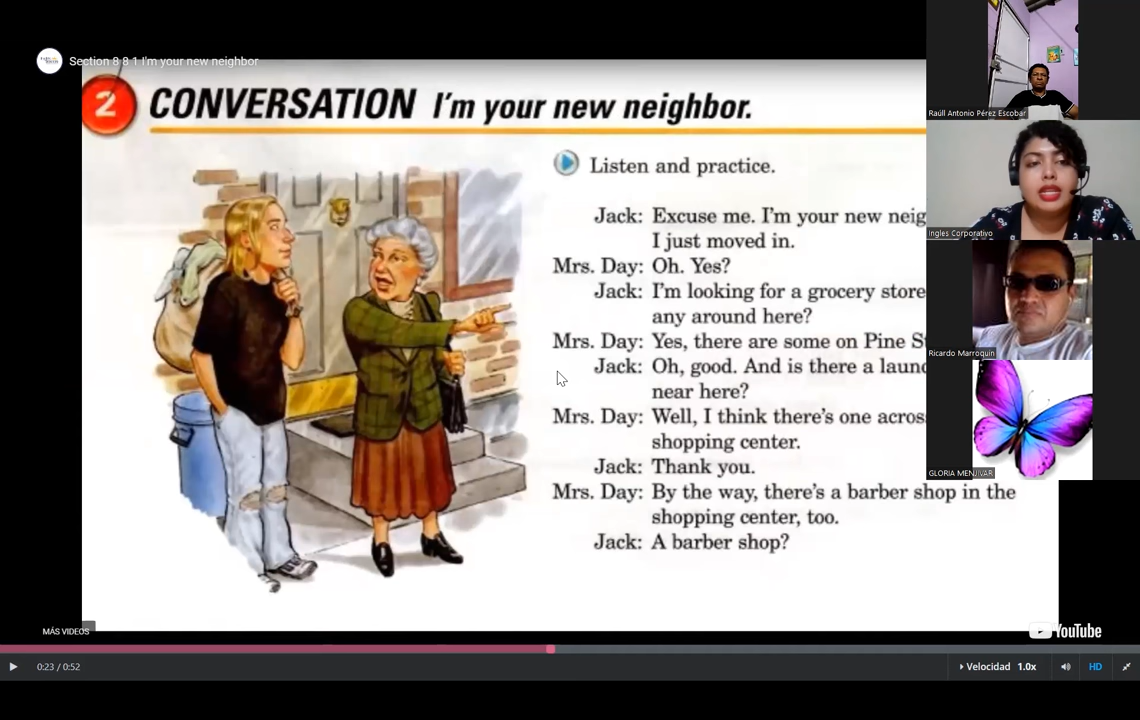 Section 8 8 1 I'm your new neighbor
2 CONVERSATION I'm your new neighbor.
Listen and practice.
Jack: Excuse me. I'm your new neig
I just moved in.
Mrs. Day: Oh. Yes?
Jack: I'm looking for a grocery store
any around here?
Mrs. Day: Yes, there are some on Pine S
Jack: Oh, good. And is there a laun
near here?
Mrs. Day: Well, I think there's one acros
shopping center.
Jack: Thank you.
Mrs. Day: By the way, there's a barber shop in the
shopping center, too.
Jack: A barber shop?
Raúll Antonio Pérez Escobar
Ingles Corporativo
Ricardo Marroquin
GLORIA MENJIVAR
MÁS VIDEOS
YouTube
0:23 / 0:52
Velocidad 1.0x
HD